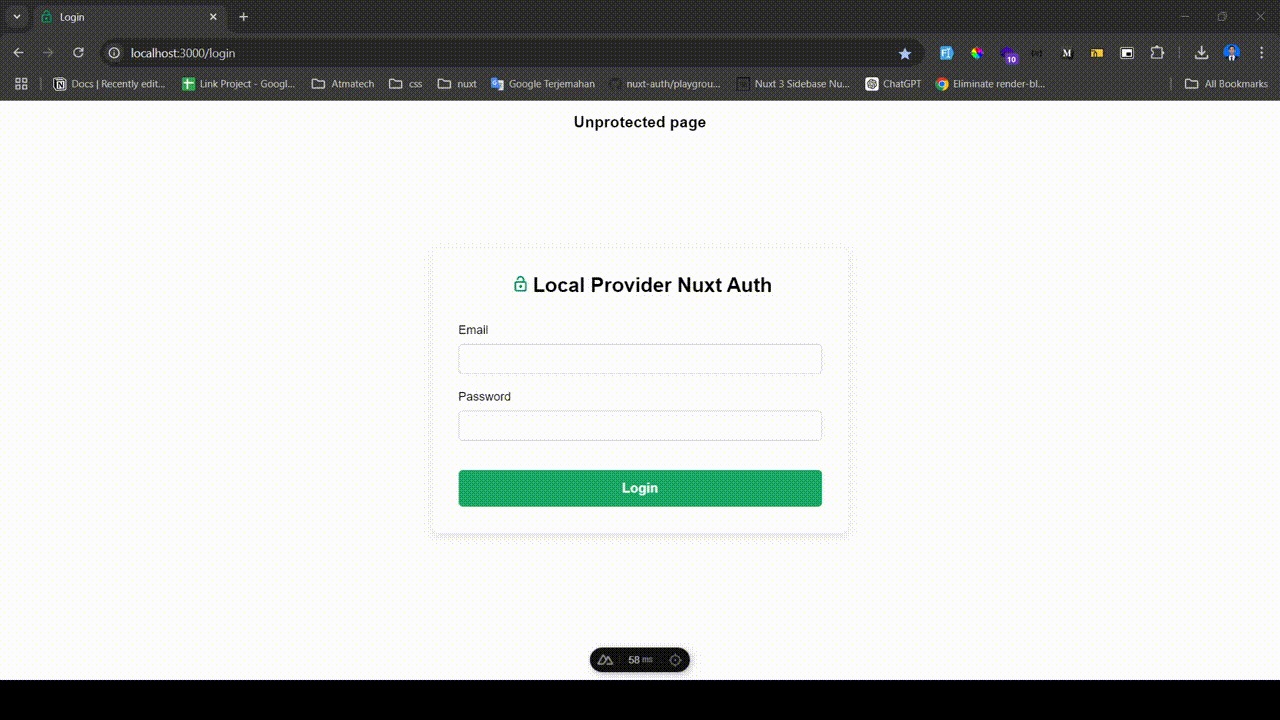 Login
localhost:3000/login
10
Docs | Recently edit...
Link Project - Googl...
Atmatech
css
nuxt
Google Terjemahan
nuxt-auth/playgrou...
Nuxt 3 Sidebase Nu...
ChatGPT
Eliminate render-bl...
All Bookmarks
Unprotected page
Local Provider Nuxt Auth
Email
Password
Login
58 ms